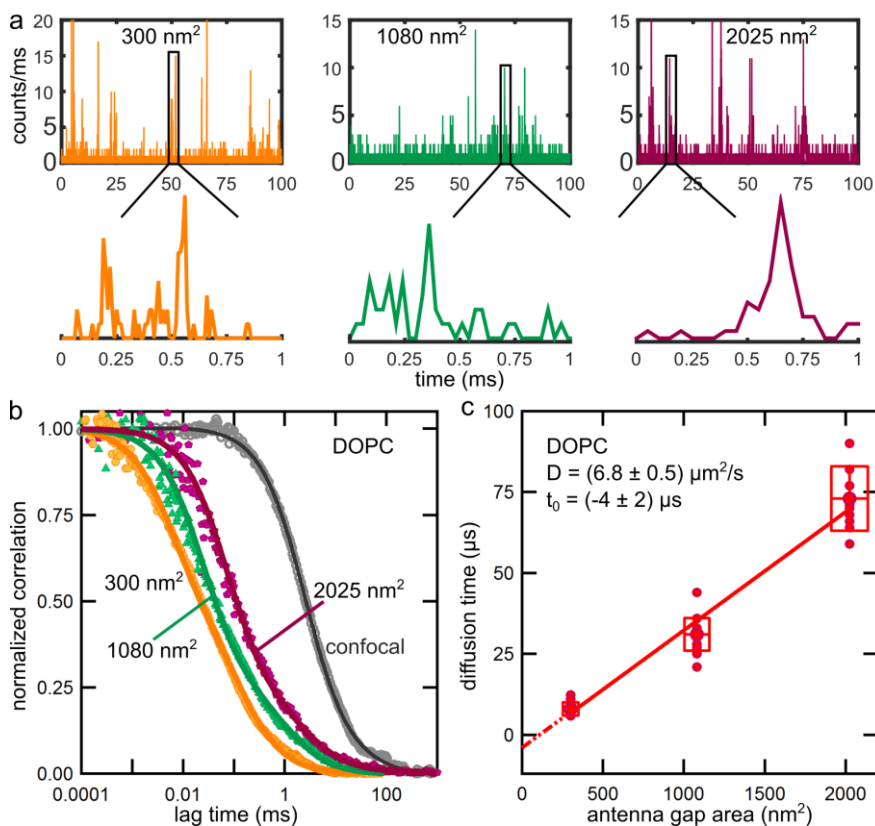 a
300 nm²
1080 nm²
2025 nm²
counts/ms
20
15
10
5
0
0 25 50 75 100
15
10
5
0
0 25 50 75 100
15
10
5
0
0 25 50 75 100
0 0.25 0.5 0.75 1
0 0.25 0.5 0.75 1
0 0.25 0.5 0.75 1
time (ms)
b
DOPC
normalized correlation
1.00
0.75
0.50
0.25
0.00
300 nm²
1080 nm²
2025 nm²
confocal
0.0001 0.01 1 100
lag time (ms)
c
DOPC
D = (6.8 ± 0.5) µm²/s
t₀ = (-4 ± 2) µs
diffusion time (µs)
100
75
50
25
0
0 500 1000 1500 2000
antenna gap area (nm²)